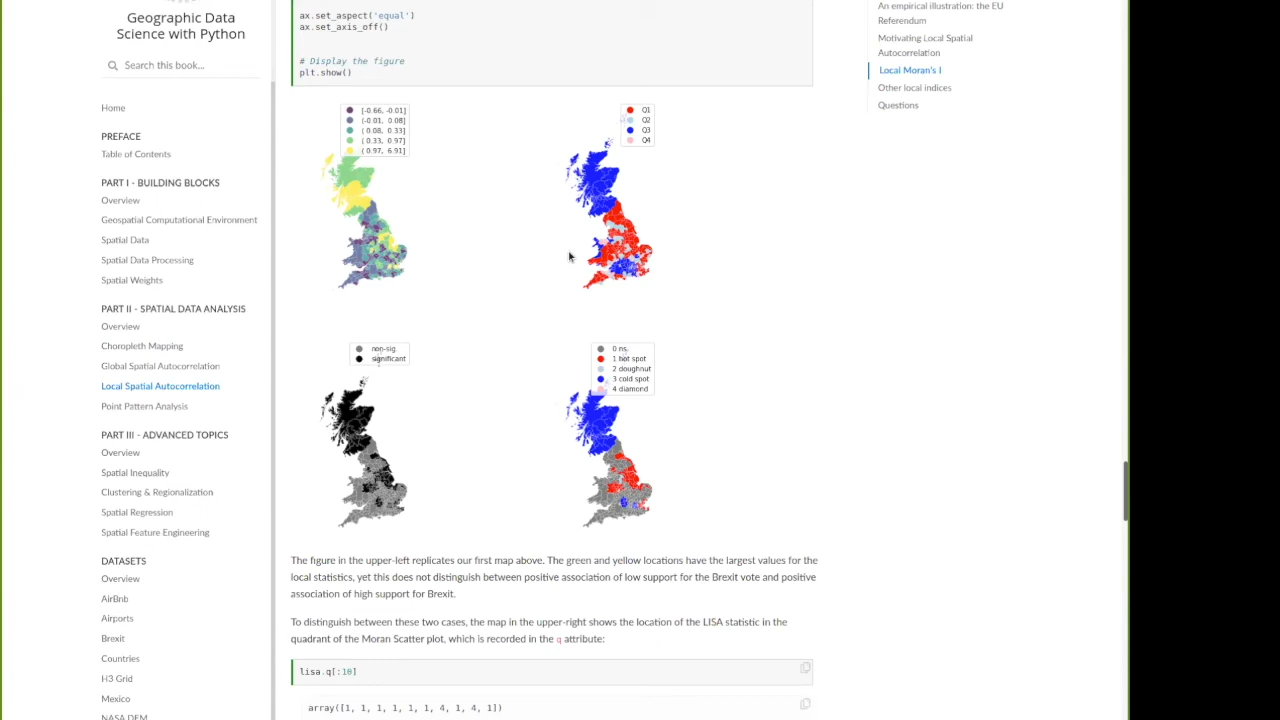 Geographic Data
Science with Python
Search this book...
Home
PREFACE
Table of Contents
PART I - BUILDING BLOCKS
Overview
Geospatial Computational Environment
Spatial Data
Spatial Data Processing
Spatial Weights
PART II - SPATIAL DATA ANALYSIS
Overview
Choropleth Mapping
Global Spatial Autocorrelation
Local Spatial Autocorrelation
Point Pattern Analysis
PART III - ADVANCED TOPICS
Overview
Spatial Inequality
Clustering & Regionalization
Spatial Regression
Spatial Feature Engineering
DATASETS
Overview
AirBnb
Airports
Brexit
Countries
H3 Grid
Mexico
NASA DEM
ax.set_aspect('equal')
ax.set_axis_off()
# Display the figure
plt.show()
[-0.66, -0.01]
(-0.01, 0.08]
( 0.08, 0.33]
( 0.33, 0.97]
( 0.97, 6.91]
Q1
Q2
Q3
Q4
non-sig
significant
0 ns
1 hot spot
2 doughnut
3 cold spot
4 diamond
The figure in the upper-left replicates our first map above. The green and yellow locations have the largest values for the
local statistics, yet this does not distinguish between positive association of low support for the Brexit vote and positive
association of high support for Brexit.
To distinguish between these two cases, the map in the upper-right shows the location of the LISA statistic in the
quadrant of the Moran Scatter plot, which is recorded in the q attribute:
lisa.q[:10]
array([1, 1, 1, 1, 1, 1, 4, 1, 4, 1])
An empirical illustration: the EU
Referendum
Motivating Local Spatial
Autocorrelation
Local Moran's I
Other local indices
Questions